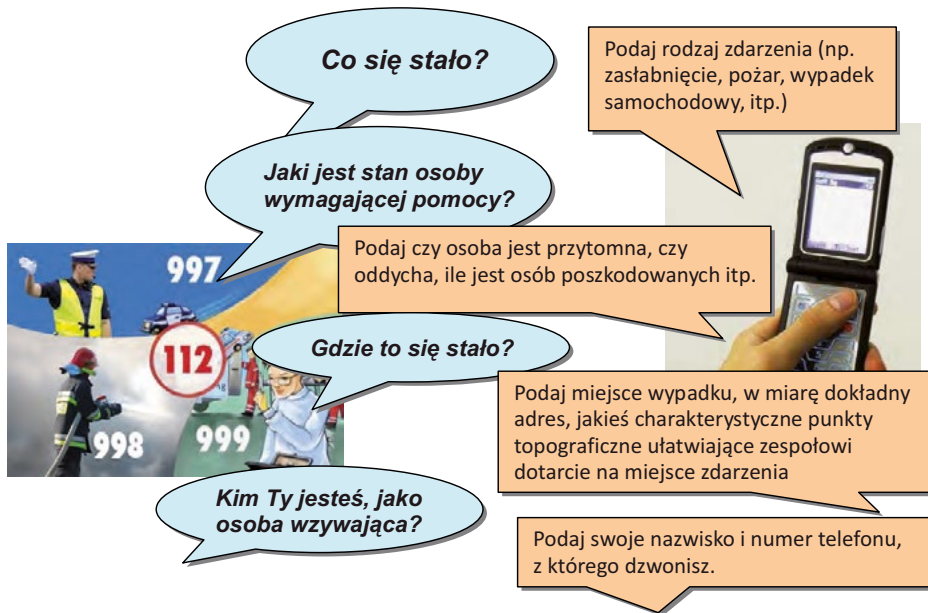 Co się stało?
Podaj rodzaj zdarzenia (np.
zasłabnięcie, pożar, wypadek
samochodowy, itp.)
Jaki jest stan osoby
wymagającej pomocy?
Podaj czy osoba jest przytomna, czy
oddycha, ile jest osób poszkodowanych itp.
997
112
998
999
Gdzie to się stało?
Podaj miejsce wypadku, w miarę dokładny
adres, jakieś charakterystyczne punkty
topograficzne ułatwiające zespołowi
dotarcie na miejsce zdarzenia
Kim Ty jesteś, jako
osoba wzywająca?
Podaj swoje nazwisko i numer telefonu,
z którego dzwonisz.